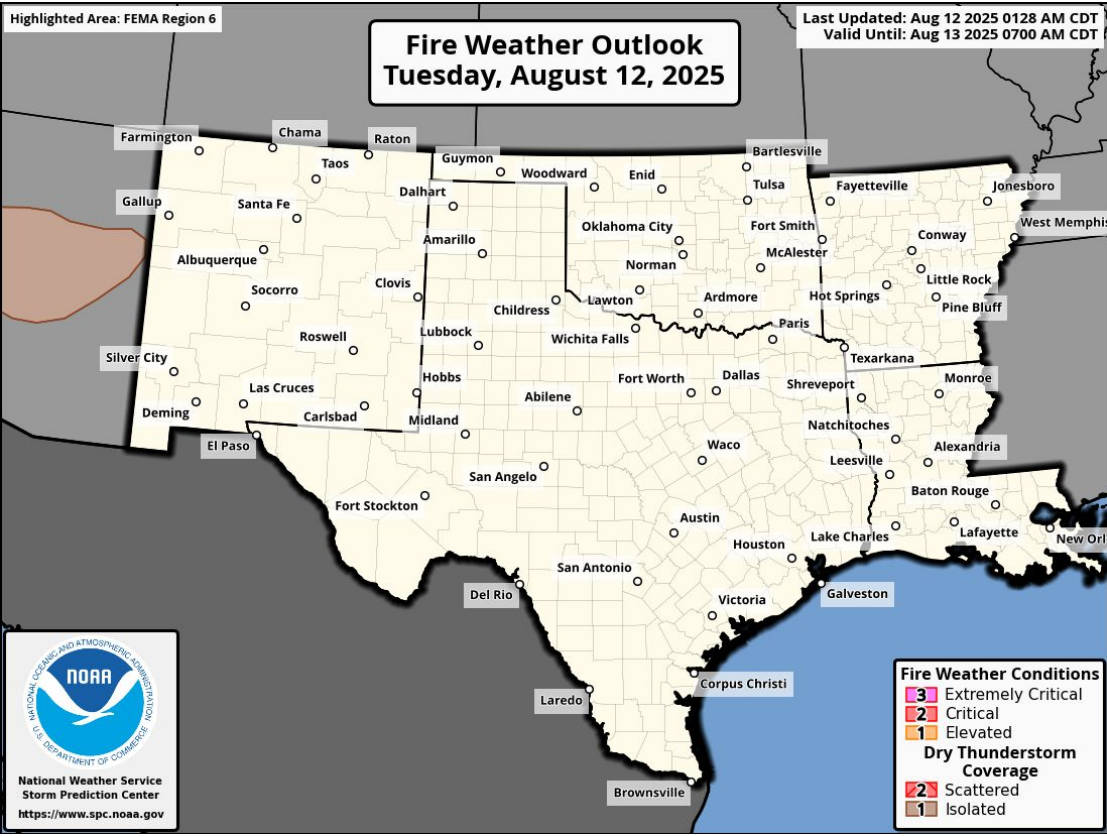 Highlighted Area: FEMA Region 6
Fire Weather Outlook
Tuesday, August 12, 2025
Last Updated: Aug 12 2025 0128 AM CDT
Valid Until: Aug 13 2025 0700 AM CDT
Farmington
Chama
Raton
Taos
Guymon
Woodward
Enid
Bartlesville
Tulsa
Fayetteville
Jonesboro
Gallup
Santa Fe
Dalhart
Oklahoma City
Fort Smith
West Memphis
Albuquerque
Amarillo
Norman
McAlester
Conway
Socorro
Clovis
Childress
Lawton
Ardmore
Hot Springs
Little Rock
Pine Bluff
Roswell
Lubbock
Wichita Falls
Paris
Texarkana
Silver City
Las Cruces
Hobbs
Abilene
Fort Worth
Dallas
Shreveport
Monroe
Deming
Carlsbad
Midland
Natchitoches
El Paso
San Angelo
Waco
Leesville
Alexandria
Fort Stockton
Austin
Baton Rouge
Houston
Lake Charles
Lafayette
New Orl
San Antonio
Del Rio
Victoria
Galveston
Laredo
Corpus Christi
Brownsville
NATIONAL OCEANIC AND ATMOSPHERIC ADMINISTRATION
NOAA
U.S. DEPARTMENT OF COMMERCE
National Weather Service
Storm Prediction Center
https://www.spc.noaa.gov
Fire Weather Conditions
3 Extremely Critical
2 Critical
1 Elevated
Dry Thunderstorm
Coverage
2 Scattered
1 Isolated